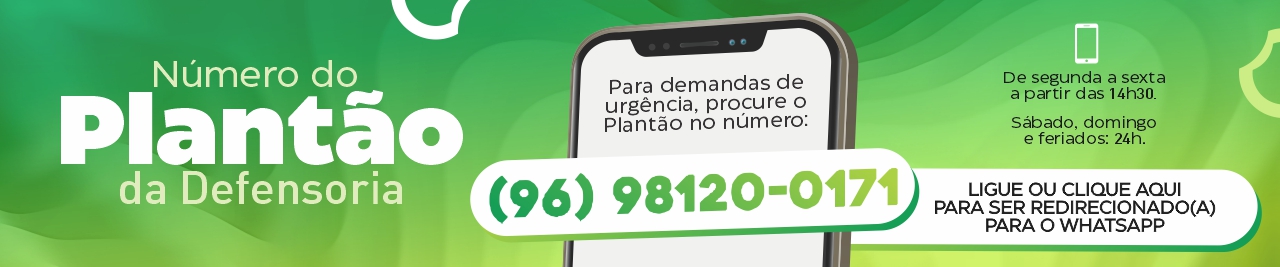 Número do
Plantão
da Defensoria
Para demandas de
urgência, procure o
Plantão no número:
(96) 98120-0171
De segunda a sexta
a partir das 14h30.
Sábado, domingo
e feriados: 24h.
LIGUE OU CLIQUE AQUI
PARA SER REDIRECIONADO(A)
PARA O WHATSAPP